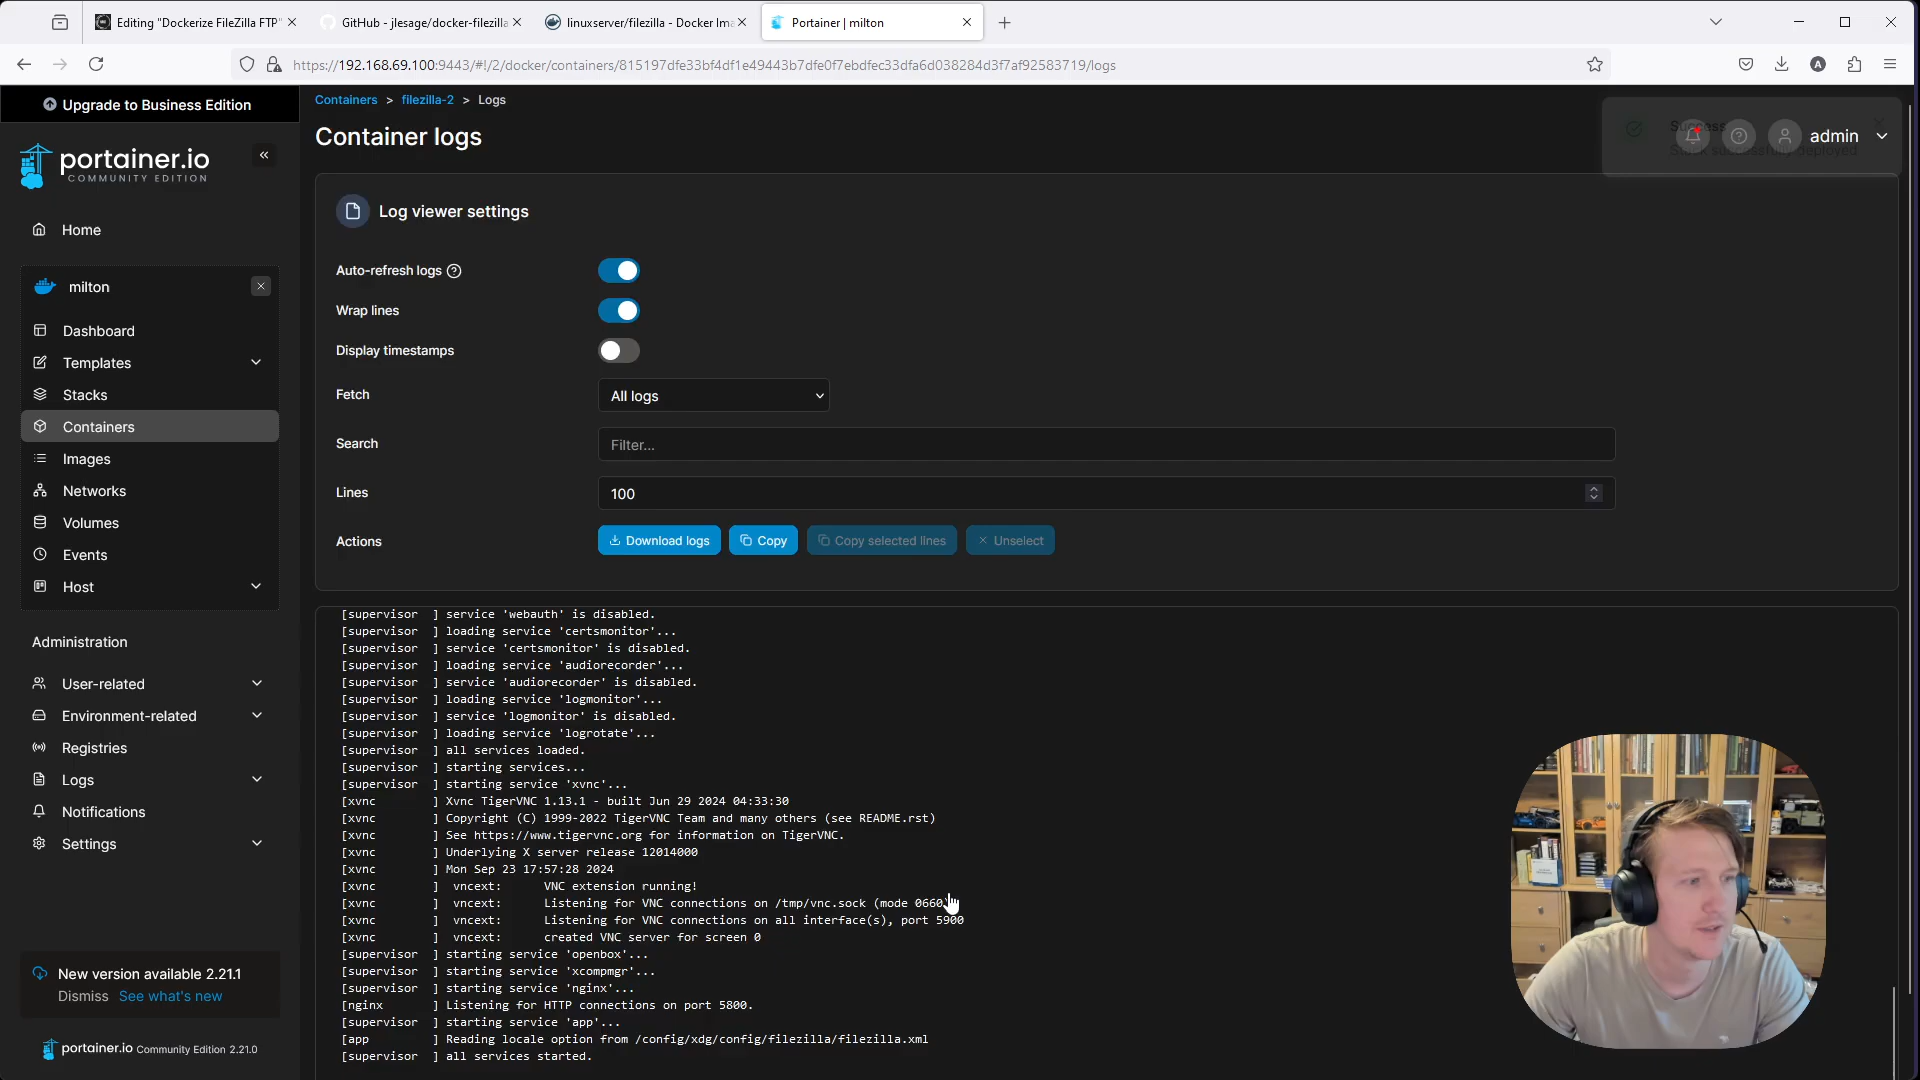 Editing "Dockerize FileZilla FTP"
GitHub - jlesage/docker-filezilla
linuxserver/filezilla - Docker Ima
Portainer | milton
https://192.168.69.100:9443/#!/2/docker/containers/815197dfe33bf4df1e49443b7dfe0f7ebdfec33dfa6d038284d3f7af92583719/logs
Upgrade to Business Edition
portainer.io
COMMUNITY EDITION
Home
milton
Dashboard
Templates
Stacks
Containers
Images
Networks
Volumes
Events
Host
Administration
User-related
Environment-related
Registries
Logs
Notifications
Settings
New version available 2.21.1
Dismiss See what's new
portainer.io Community Edition 2.21.0
Containers > filezilla-2 > Logs
Container logs
Success
Stack successfully deployed
admin
Log viewer settings
Auto-refresh logs
Wrap lines
Display timestamps
Fetch All logs
Search Filter...
Lines 100
Actions Download logs Copy Copy selected lines Unselect
[supervisor ] service 'webauth' is disabled.
[supervisor ] loading service 'certsmonitor'...
[supervisor ] service 'certsmonitor' is disabled.
[supervisor ] loading service 'audiorecorder'...
[supervisor ] service 'audiorecorder' is disabled.
[supervisor ] loading service 'logmonitor'...
[supervisor ] service 'logmonitor' is disabled.
[supervisor ] loading service 'logrotate'...
[supervisor ] all services loaded.
[supervisor ] starting services...
[supervisor ] starting service 'xvnc'...
[xvnc ] Xvnc TigerVNC 1.13.1 - built Jun 29 2024 04:33:30
[xvnc ] Copyright (C) 1999-2022 TigerVNC Team and many others (see README.rst)
[xvnc ] See https://www.tigervnc.org for information on TigerVNC.
[xvnc ] Underlying X server release 12014000
[xvnc ] Mon Sep 23 17:57:28 2024
[xvnc ] vncext: VNC extension running!
[xvnc ] vncext: Listening for VNC connections on /tmp/vnc.sock (mode 0660)
[xvnc ] vncext: Listening for VNC connections on all interface(s), port 5900
[xvnc ] vncext: created VNC server for screen 0
[supervisor ] starting service 'openbox'...
[supervisor ] starting service 'xcompmgr'...
[supervisor ] starting service 'nginx'...
[nginx ] Listening for HTTP connections on port 5800.
[supervisor ] starting service 'app'...
[app ] Reading locale option from /config/xdg/config/filezilla/filezilla.xml
[supervisor ] all services started.